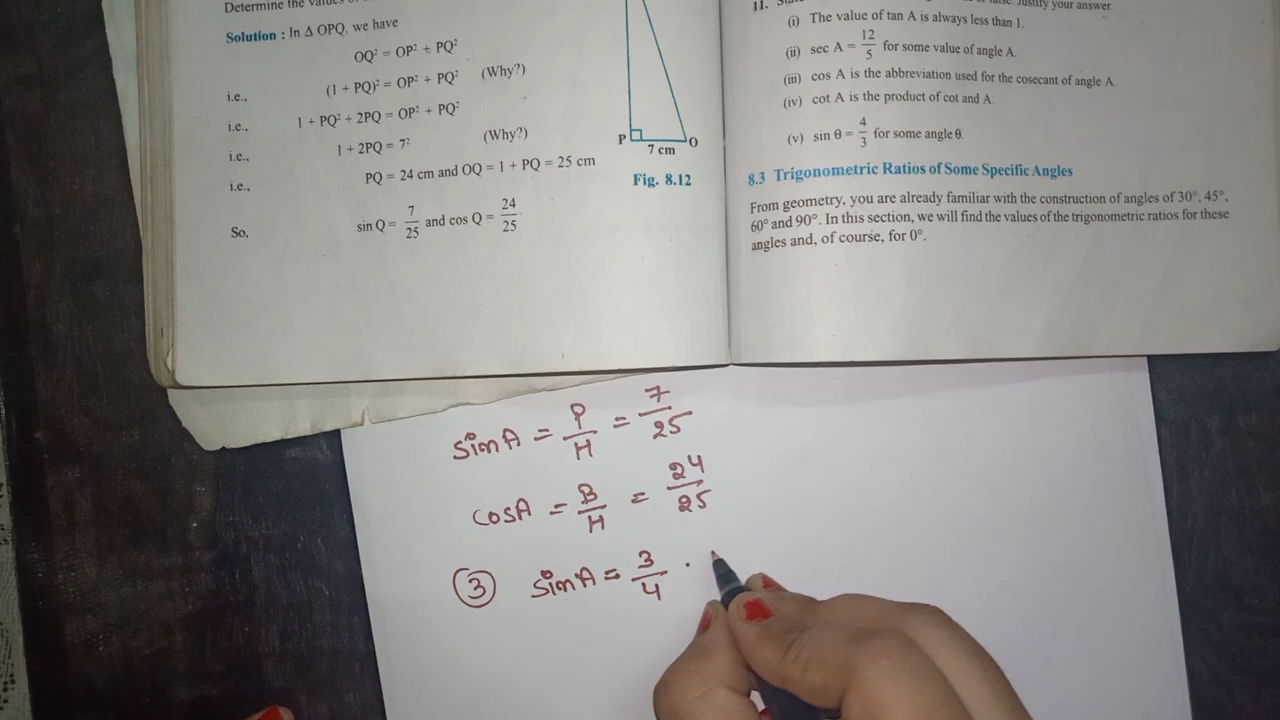 Determine the values
Solution : In Δ OPQ, we have
OQ² = OP² + PQ²
i.e., (1 + PQ)² = OP² + PQ² (Why?)
i.e., 1 + PQ² + 2PQ = OP² + PQ²
i.e., 1 + 2PQ = 7² (Why?)
i.e., PQ = 24 cm and OQ = 1 + PQ = 25 cm
So, sin Q = 7/25 and cos Q = 24/25
P O
7 cm
Fig. 8.12
11. Justify your answer.
(i) The value of tan A is always less than 1.
(ii) sec A = 12/5 for some value of angle A.
(iii) cos A is the abbreviation used for the cosecant of angle A.
(iv) cot A is the product of cot and A.
(v) sin θ = 4/3 for some angle θ.
8.3 Trigonometric Ratios of Some Specific Angles
From geometry, you are already familiar with the construction of angles of 30°, 45°,
60° and 90°. In this section, we will find the values of the trigonometric ratios for these
angles and, of course, for 0°.
sinA = P/H = 7/25
cosA = B/H = 24/25
3 sinA = 3/4 .